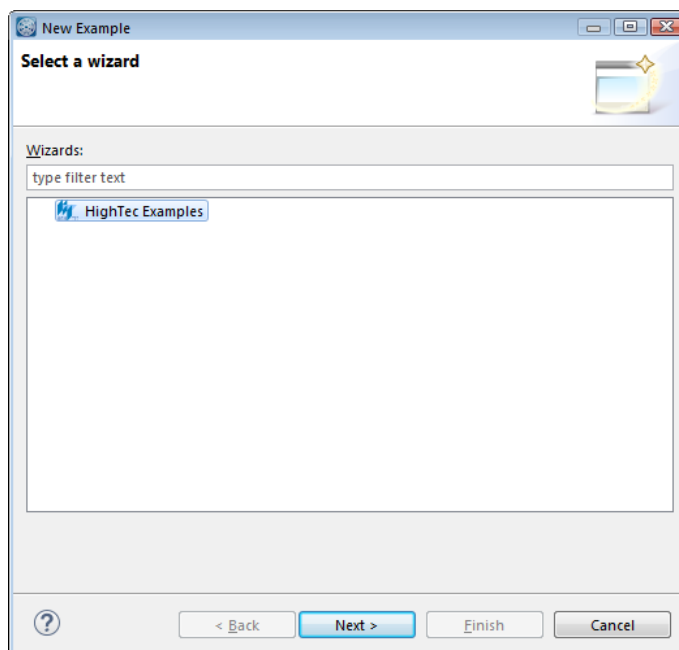 New Example
Select a wizard
Wizards:
type filter text
HighTec Examples
?
< Back
Next >
Finish
Cancel